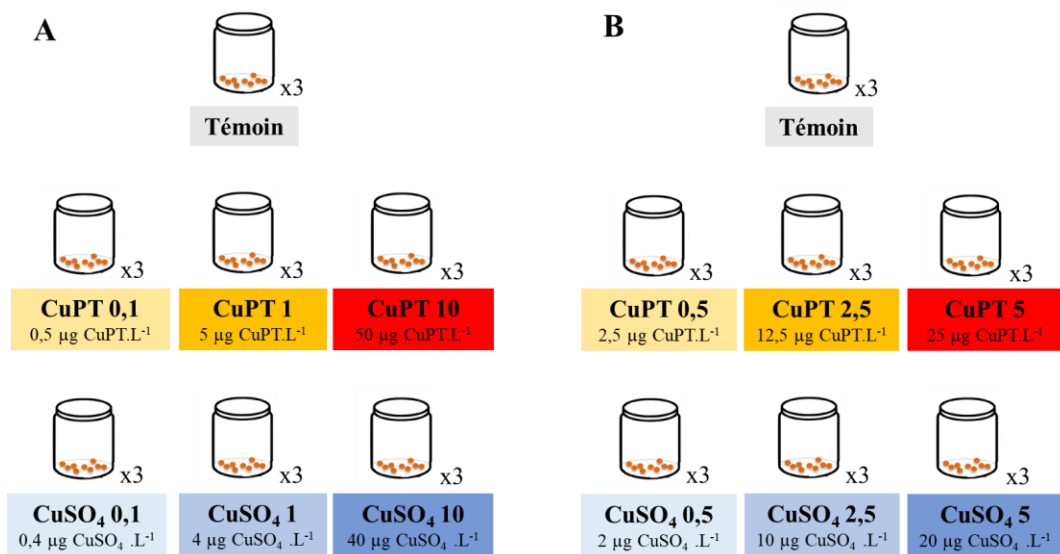 A
x3
Témoin
x3
x3
x3
CuPT 0,1
0,5 µg CuPT.L⁻¹
CuPT 1
5 µg CuPT.L⁻¹
CuPT 10
50 µg CuPT.L⁻¹
x3
x3
x3
CuSO₄ 0,1
0,4 µg CuSO₄ .L⁻¹
CuSO₄ 1
4 µg CuSO₄ .L⁻¹
CuSO₄ 10
40 µg CuSO₄ .L⁻¹
B
x3
Témoin
x3
x3
x3
CuPT 0,5
2,5 µg CuPT.L⁻¹
CuPT 2,5
12,5 µg CuPT.L⁻¹
CuPT 5
25 µg CuPT.L⁻¹
x3
x3
x3
CuSO₄ 0,5
2 µg CuSO₄ .L⁻¹
CuSO₄ 2,5
10 µg CuSO₄ .L⁻¹
CuSO₄ 5
20 µg CuSO₄ .L⁻¹